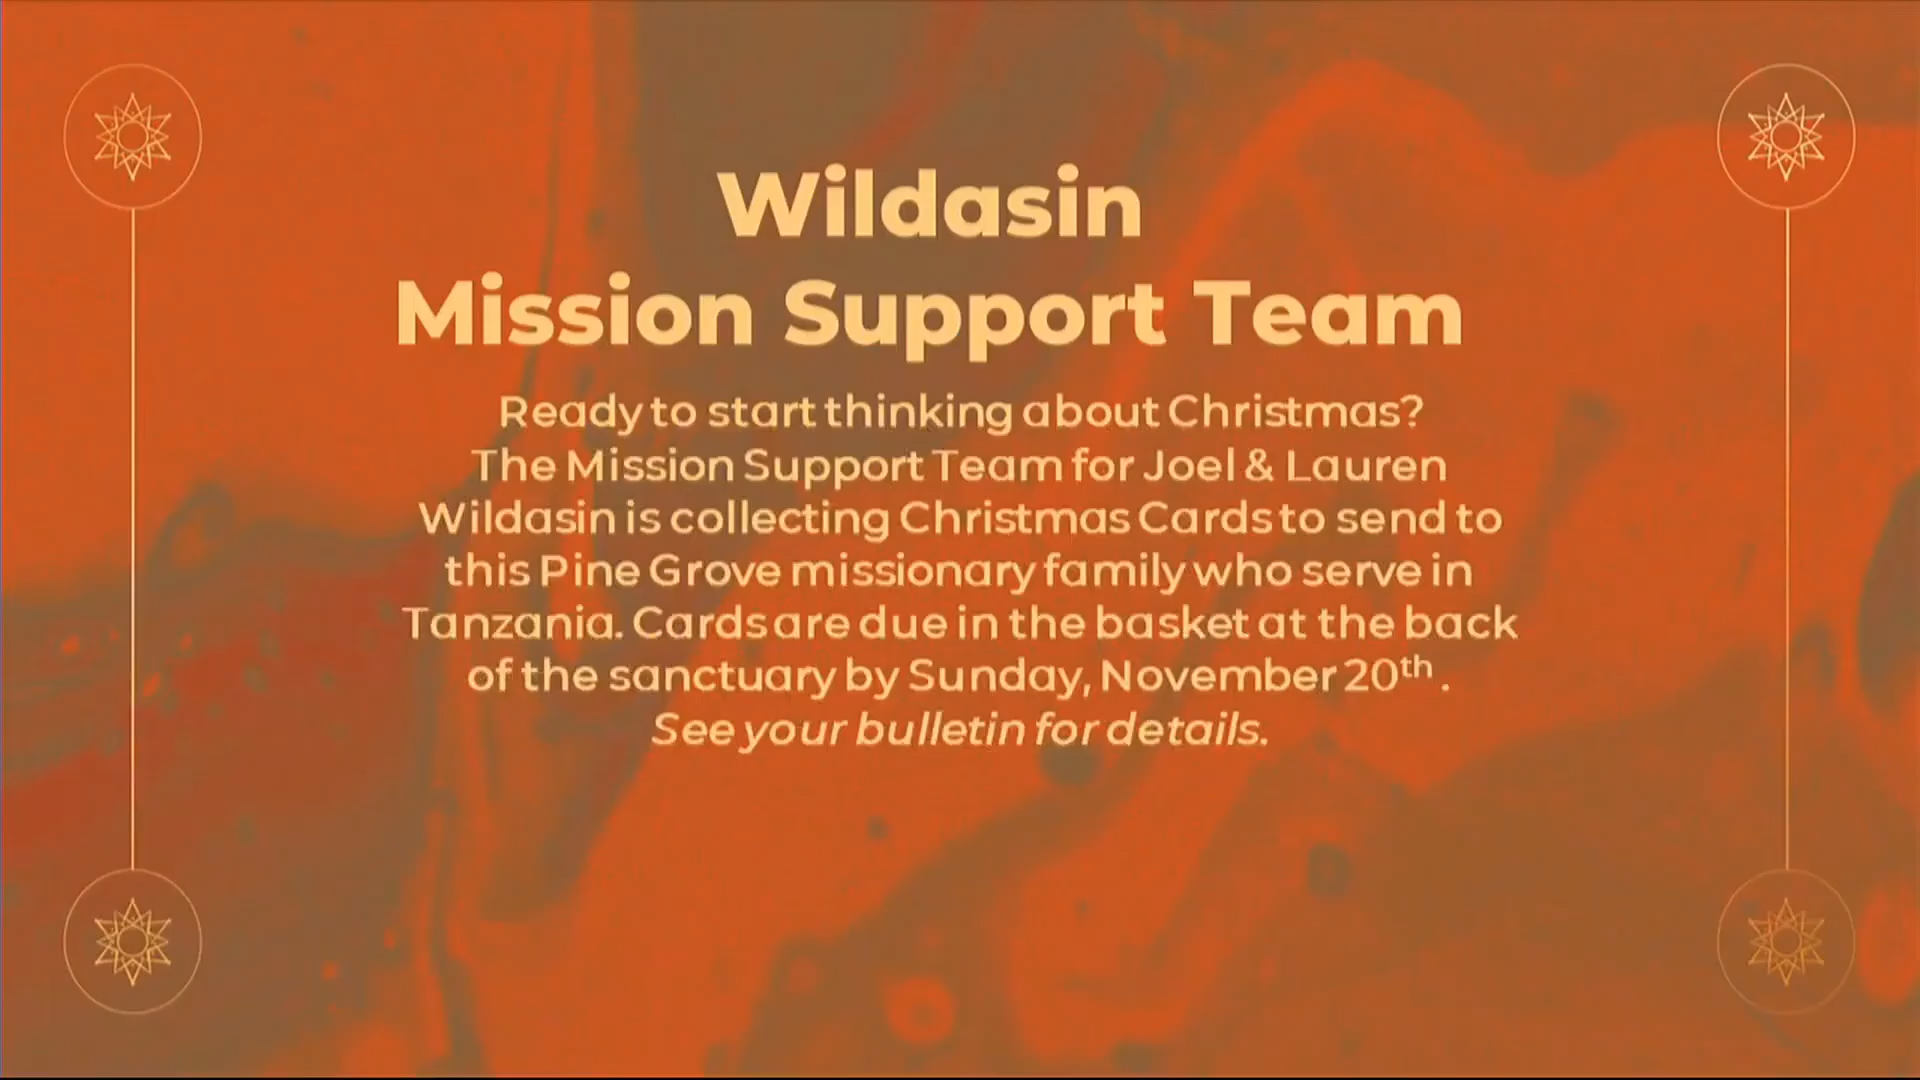 Wildasin
Mission Support Team
Ready to start thinking about Christmas?
The Mission Support Team for Joel & Lauren
Wildasin is collecting Christmas Cards to send to
this Pine Grove missionary family who serve in
Tanzania. Cards are due in the basket at the back
of the sanctuary by Sunday, November 20th .
See your bulletin for details.